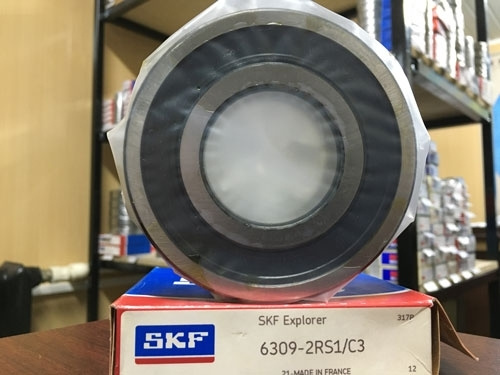 SKF Explorer
317P
SKF
6309-2RS1/C3
21-MADE IN FRANCE
12